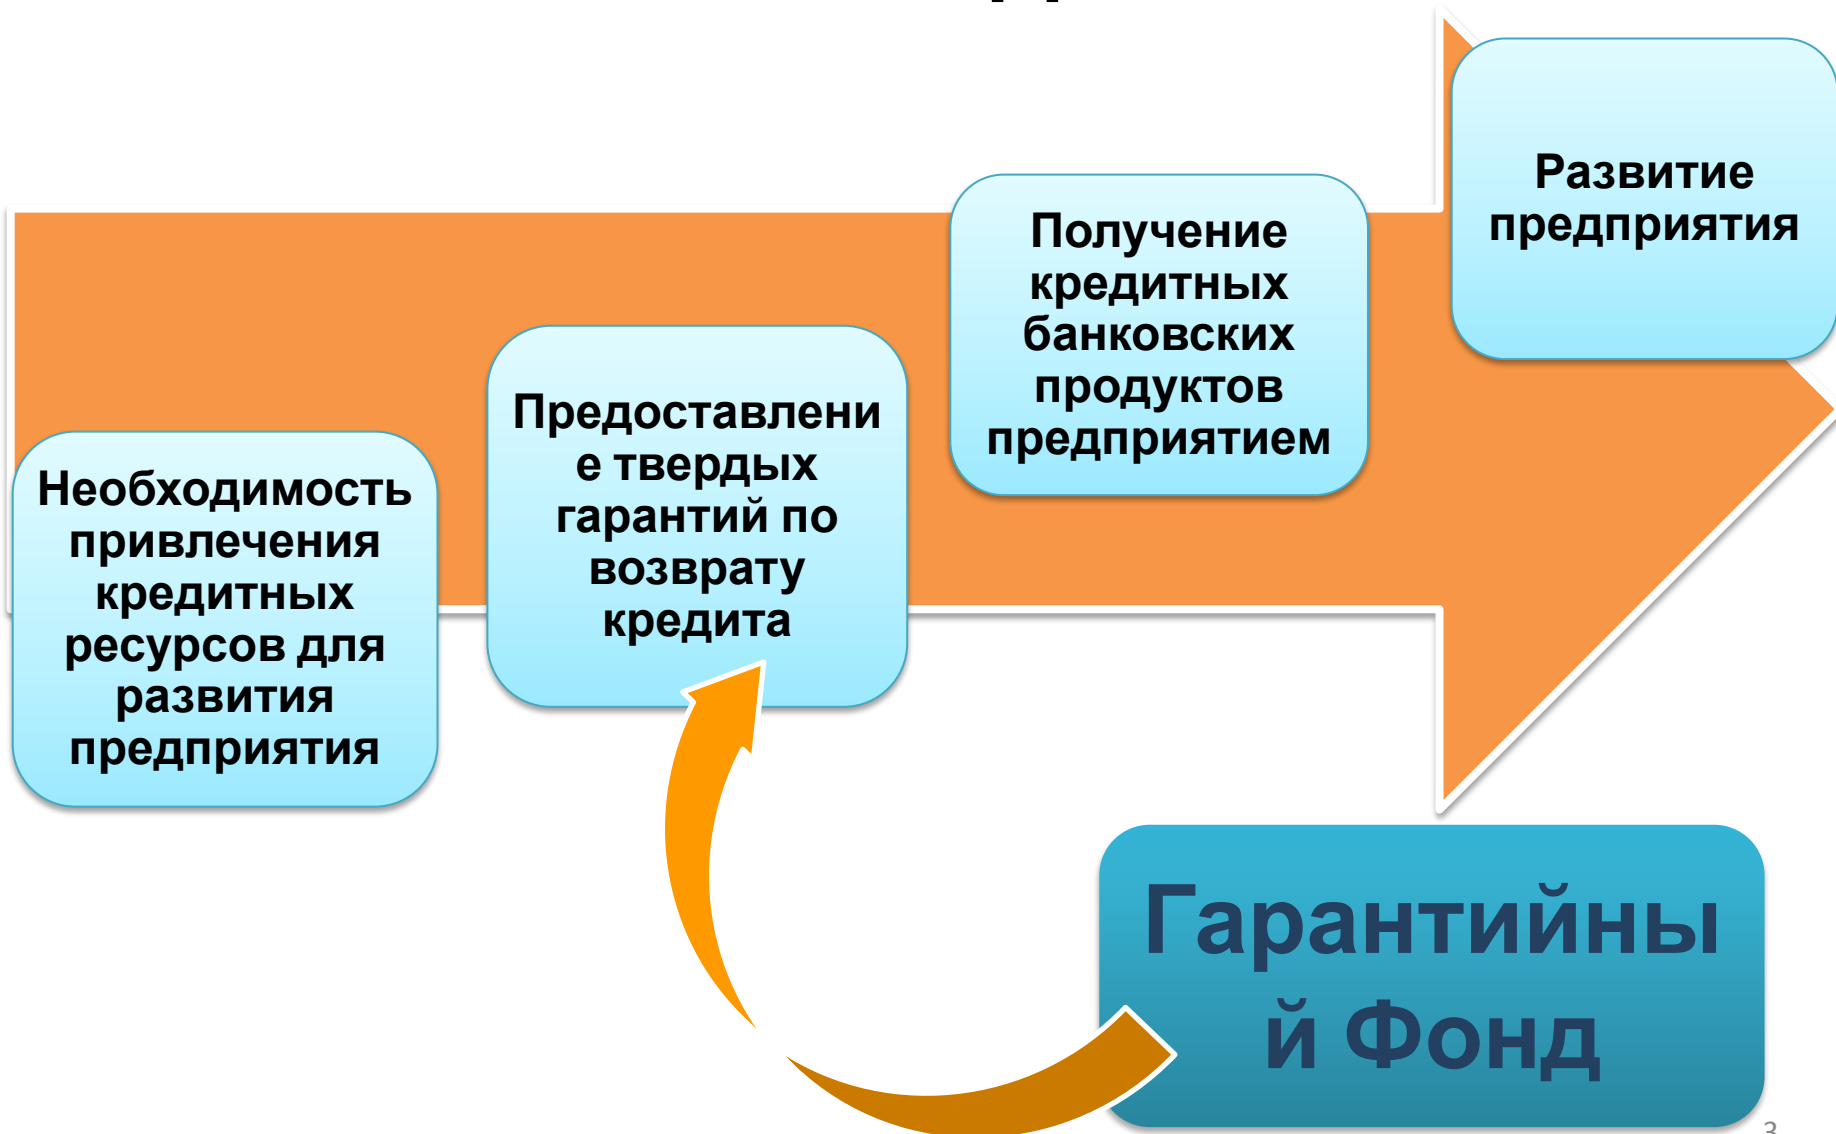 Развитие
предприятия
Получение
кредитных
банковских
продуктов
предприятием
Предоставлени
е твердых
гарантий по
возврату
кредита
Необходимость
привлечения
кредитных
ресурсов для
развития
предприятия
Гарантийны
й Фонд
3